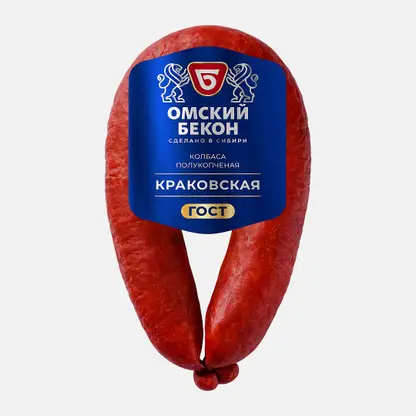 Б
ОМСКИЙ
БЕКОН
СДЕЛАНО В СИБИРИ
КОЛБАСА
ПОЛУКОПЧЕНАЯ
КРАКОВСКАЯ
ГОСТ